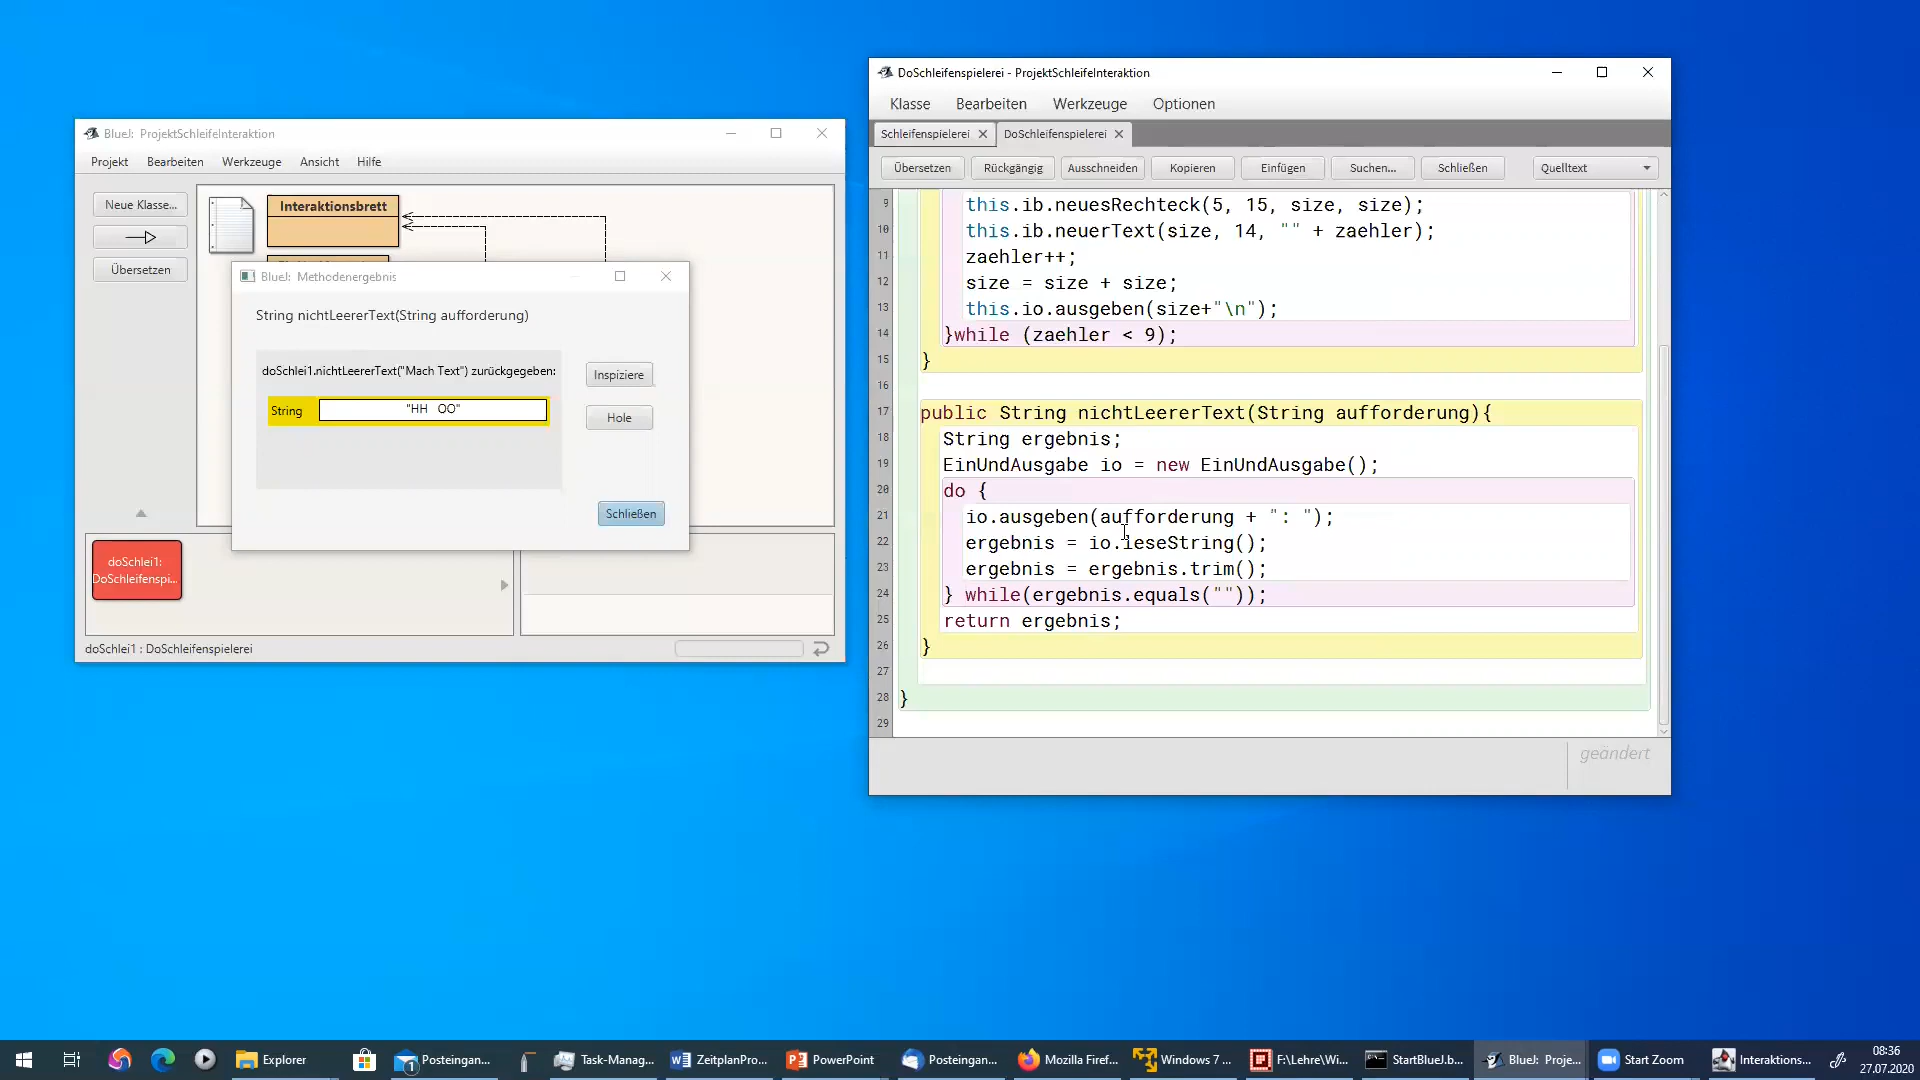 BlueJ: ProjektSchleifeInteraktion
Projekt Bearbeiten Werkzeuge Ansicht Hilfe
Neue Klasse...
Übersetzen
Interaktionsbrett
BlueJ: Methodenergebnis
String nichtLeererText(String aufforderung)
doSchlei1.nichtLeererText("Mach Text") zurückgegeben:
String "HH   OO"
Inspiziere
Hole
Schließen
doSchlei1:
DoSchleifenspi...
doSchlei1 : DoSchleifenspielerei
DoSchleifenspielerei - ProjektSchleifeInteraktion
Klasse Bearbeiten Werkzeuge Optionen
Schleifenspielerei DoSchleifenspielerei
Übersetzen Rückgängig Ausschneiden Kopieren Einfügen Suchen... Schließen Quelltext
9 this.ib.neuesRechteck(5, 15, size, size);
10 this.ib.neuerText(size, 14, "" + zaehler);
11 zaehler++;
12 size = size + size;
13 this.io.ausgeben(size+"\n");
14 }while (zaehler < 9);
15 }
16
17 public String nichtLeererText(String aufforderung){
18 String ergebnis;
19 EinUndAusgabe io = new EinUndAusgabe();
20 do {
21 io.ausgeben(aufforderung + ": ");
22 ergebnis = io.leseString();
23 ergebnis = ergebnis.trim();
24 } while(ergebnis.equals(""));
25 return ergebnis;
26 }
27
28 }
29
geändert
Explorer
1 Posteingan...
Task-Manag...
ZeitplanPro...
PowerPoint
Posteingan...
Mozilla Firef...
Windows 7 ...
F:\Lehre\Wi...
StartBlueJ.b...
BlueJ: Proje...
Start Zoom
Interaktions...
08:36
27.07.2020